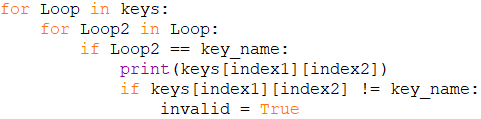 for Loop in keys:
    for Loop2 in Loop:
        if Loop2 == key_name:
            print(keys[index1][index2])
            if keys[index1][index2] != key_name:
                invalid = True